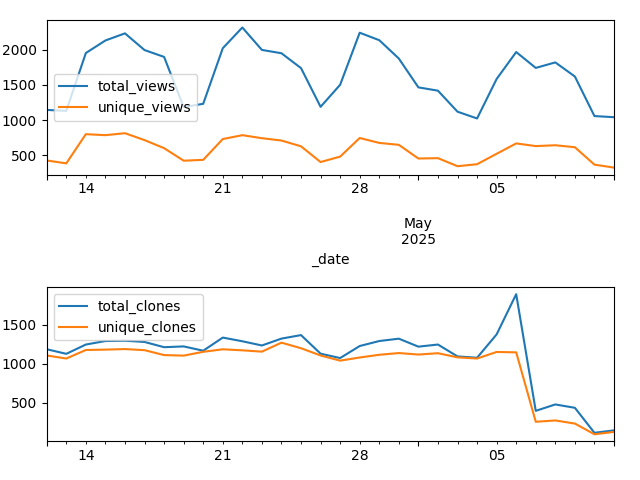 2000
1500
1000
500
total_views
unique_views
14
21
28
05
May
2025
_date
1500
1000
500
total_clones
unique_clones
14
21
28
05